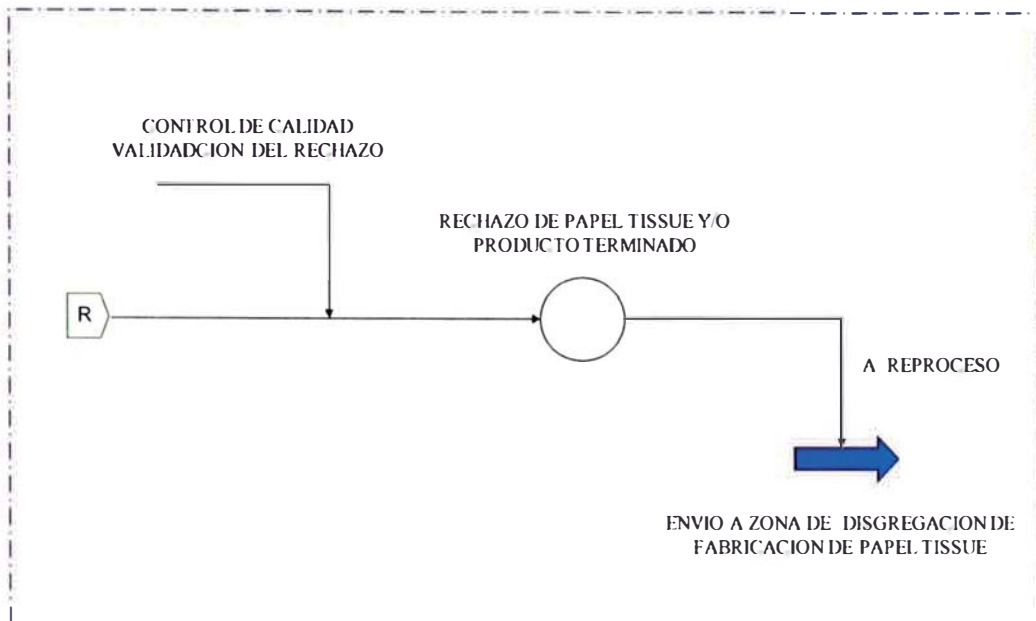 CONTROL DE CALIDAD
VALIDADCION DEL RECHAZO
RECHAZO DE PAPEL TISSUE Y/O
PRODUCTO TERMINADO
R
A REPROCESO
ENVIO A ZONA DE DISGREGACION DE
FABRICACION DE PAPEL TISSUE